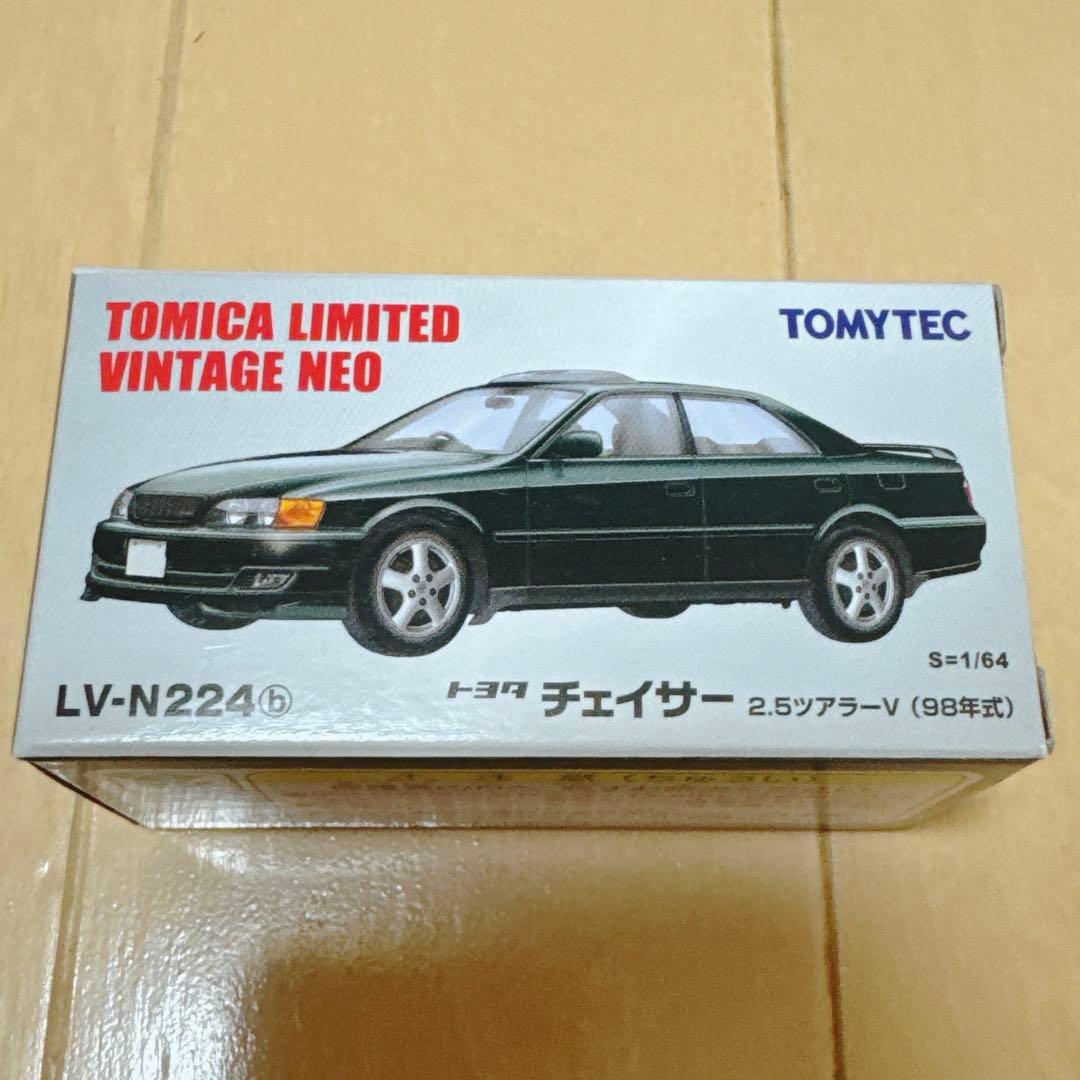 TOMICA LIMITED
VINTAGE NEO
TOMYTEC
S=1/64
LV-N224ⓑ
トヨタ チェイサー 2.5ツアラーV (98年式)